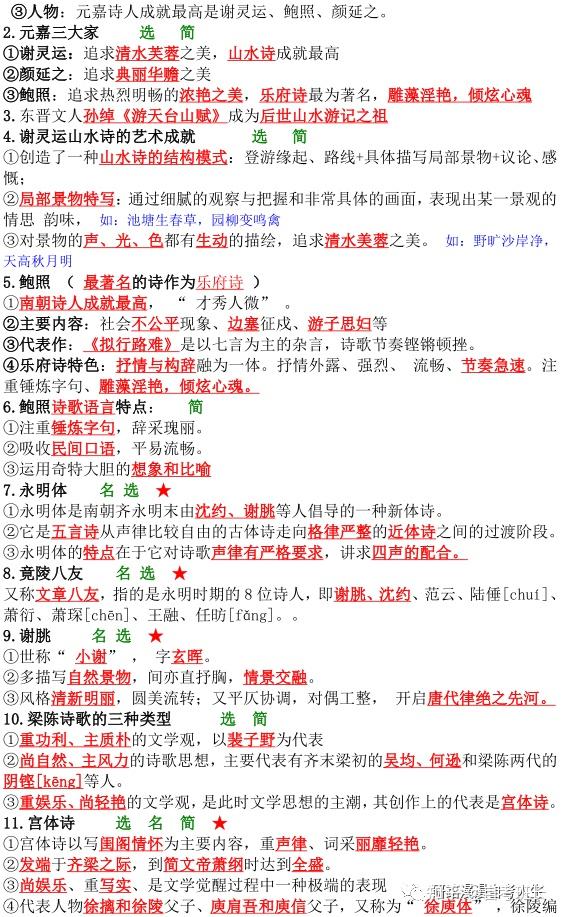 ③人物：元嘉诗人成就最高是谢灵运、鲍照、颜延之。
2.元嘉三大家 选 简
①谢灵运：追求清水芙蓉之美，山水诗成就最高
②颜延之：追求典丽华赡之美
③鲍照：追求热烈明畅的浓艳之美，乐府诗最为著名，雕藻淫艳，倾炫心魂
3.东晋文人孙绰《游天台山赋》成为后世山水游记之祖
4.谢灵运山水诗的艺术成就 选 简
①创造了一种山水诗的结构模式：登游缘起、路线+具体描写局部景物+议论、感
慨；
②局部景物特写：通过细腻的观察与把握和非常具体的画面，表现出某一景观的
情思 韵味， 如：池塘生春草，园柳变鸣禽
③对景物的声、光、色都有生动的描绘，追求清水芙蓉之美。 如：野旷沙岸净，
天高秋月明
5.鲍照 （ 最著名的诗作为乐府诗 ）
①南朝诗人成就最高， “ 才秀人微” 。
②主要内容：社会不公平现象、边塞征戍、游子思妇等
③代表作：《拟行路难》是以七言为主的杂言，诗歌节奏铿锵顿挫。
④乐府诗特色：抒情与构辞融为一体。抒情外露、强烈、 流畅、节奏急速。注
重锤炼字句、雕藻淫艳，倾炫心魂。
6.鲍照诗歌语言特点： 简
①注重锤炼字句，辞采瑰丽。
②吸收民间口语，平易流畅。
③运用奇特大胆的想象和比喻
7.永明体 名 选 ★
①永明体是南朝齐永明末由沈约、谢朓等人倡导的一种新体诗。
②它是五言诗从声律比较自由的古体诗走向格律严整的近体诗之间的过渡阶段。
③永明体的特点在于它对诗歌声律有严格要求，讲求四声的配合。
8.竟陵八友 名 选 ★
又称文章八友，指的是永明时期的8位诗人，即谢朓、沈约、范云、陆倕[chuí]、
萧衍、萧琛[chēn]、王融、任昉[fǎng]。。
9.谢朓 名 选 ★
①世称“ 小谢” ， 字玄晖。
②多描写自然景物，间亦直抒胸，情景交融。
③风格清新明丽，圆美流转；又平仄协调，对偶工整， 开启唐代律绝之先河。
10.梁陈诗歌的三种类型 选 简
①重功利、主质朴的文学观，以裴子野为代表
②尚自然、主风力的诗歌思想，主要代表有齐末梁初的吴均、何逊和梁陈两代的
阴铿[kēng]等人。
③重娱乐、尚轻艳的文学观，是此时文学思想的主潮，其创作上的代表是宫体诗。
11.宫体诗 选 名 简 ★
①宫体诗以写闺阁情怀为主要内容，重声律、词采丽靡轻艳。
②发端于齐梁之际，到简文帝萧纲时达到全盛。
③尚娱乐、重写实、是文学觉醒过程中一种极端的表现
④代表人物徐摛和徐陵父子、庾肩吾和庾信父子，又称为“ 徐庾体” ，徐陵编